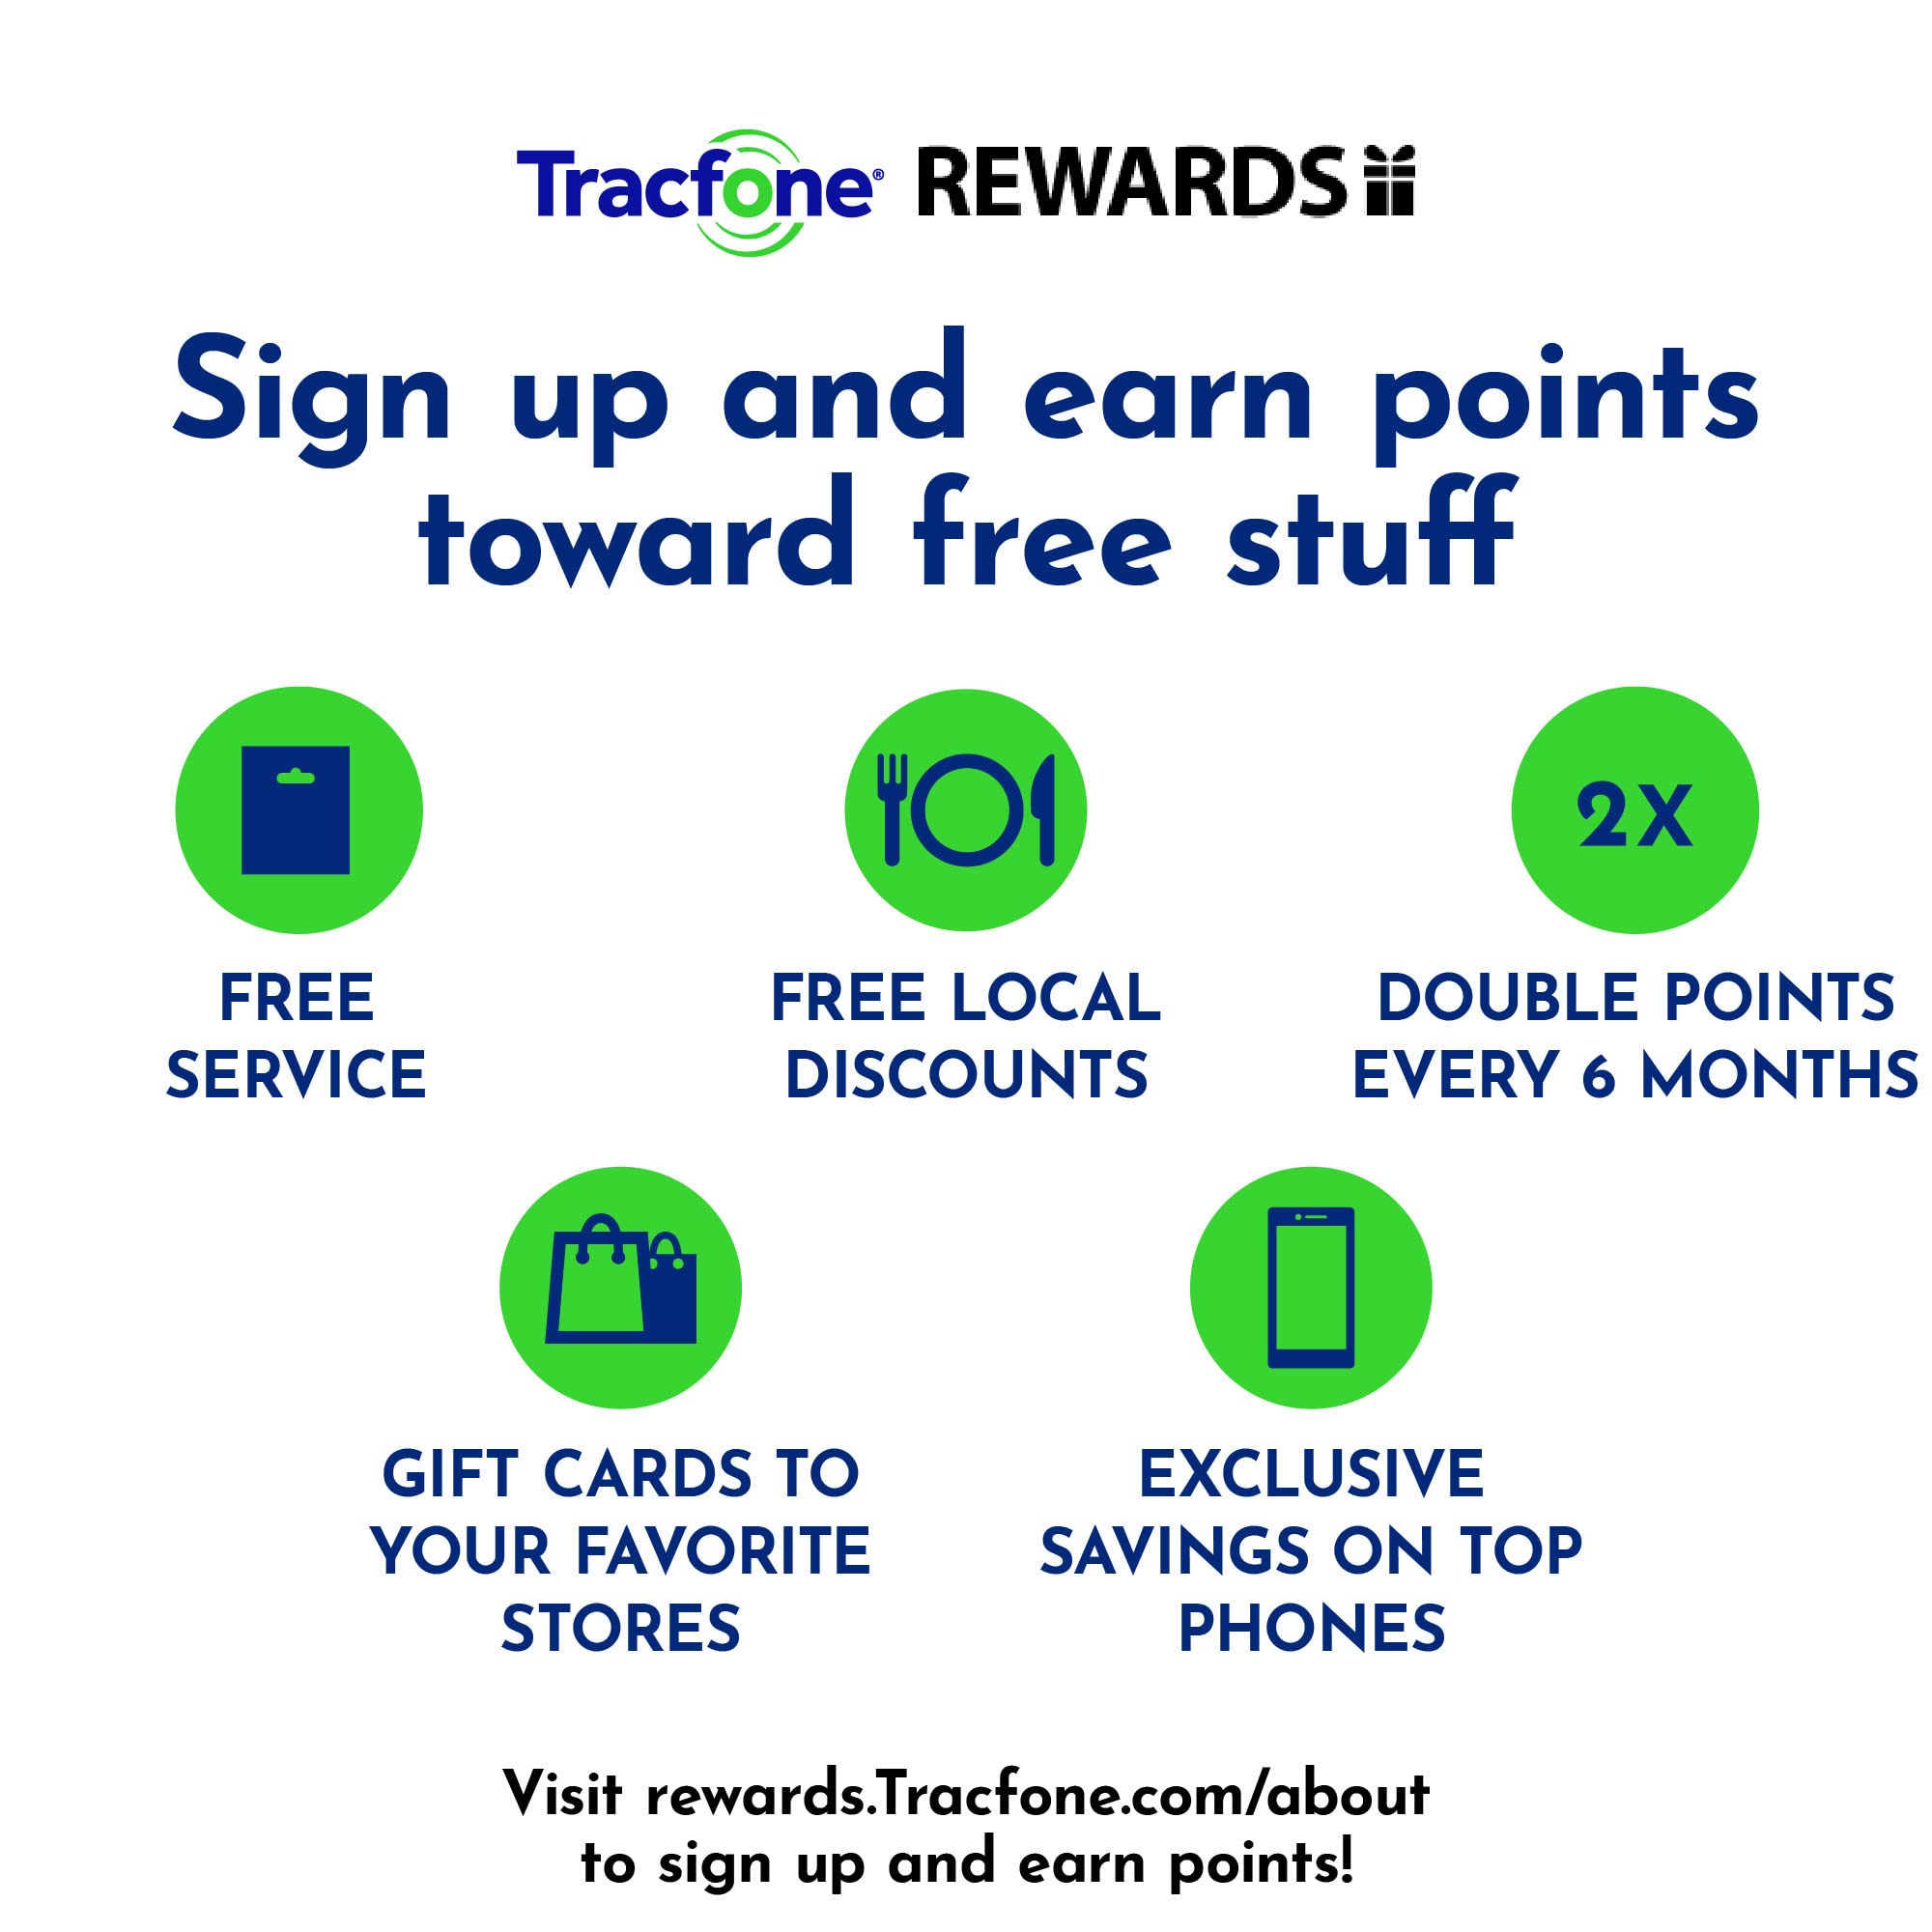 Tracfone® REWARDS
Sign up and earn points
toward free stuff
2X
FREE
SERVICE
FREE LOCAL
DISCOUNTS
DOUBLE POINTS
EVERY 6 MONTHS
GIFT CARDS TO
YOUR FAVORITE
STORES
EXCLUSIVE
SAVINGS ON TOP
PHONES
Visit rewards.Tracfone.com/about
to sign up and earn points!